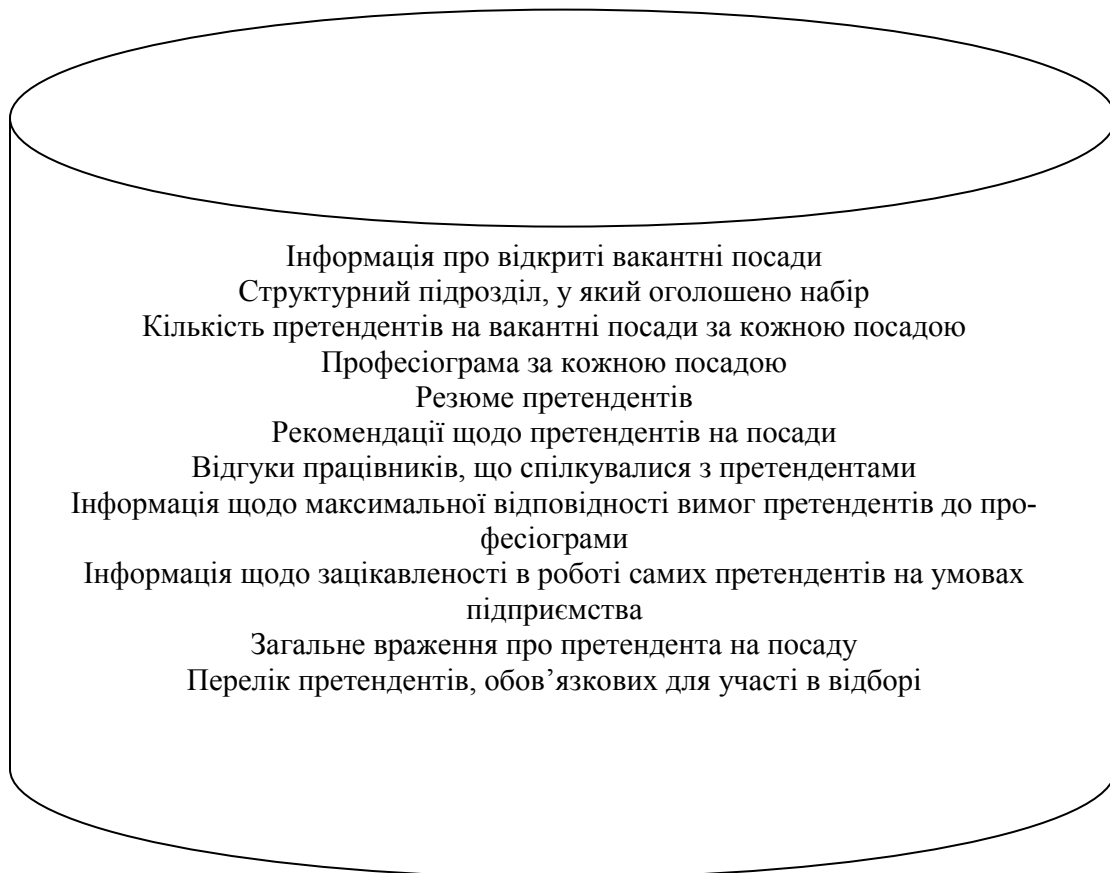 Інформація про відкриті вакантні посади
Структурний підрозділ, у який оголошено набір
Кількість претендентів на вакантні посади за кожною посадою
Професіограма за кожною посадою
Резюме претендентів
Рекомендації щодо претендентів на посади
Відгуки працівників, що спілкувалися з претендентами
Інформація щодо максимальної відповідності вимог претендентів до про-
фесіограми
Інформація щодо зацікавленості в роботі самих претендентів на умовах
підприємства
Загальне враження про претендента на посаду
Перелік претендентів, обов’язкових для участі в відборі